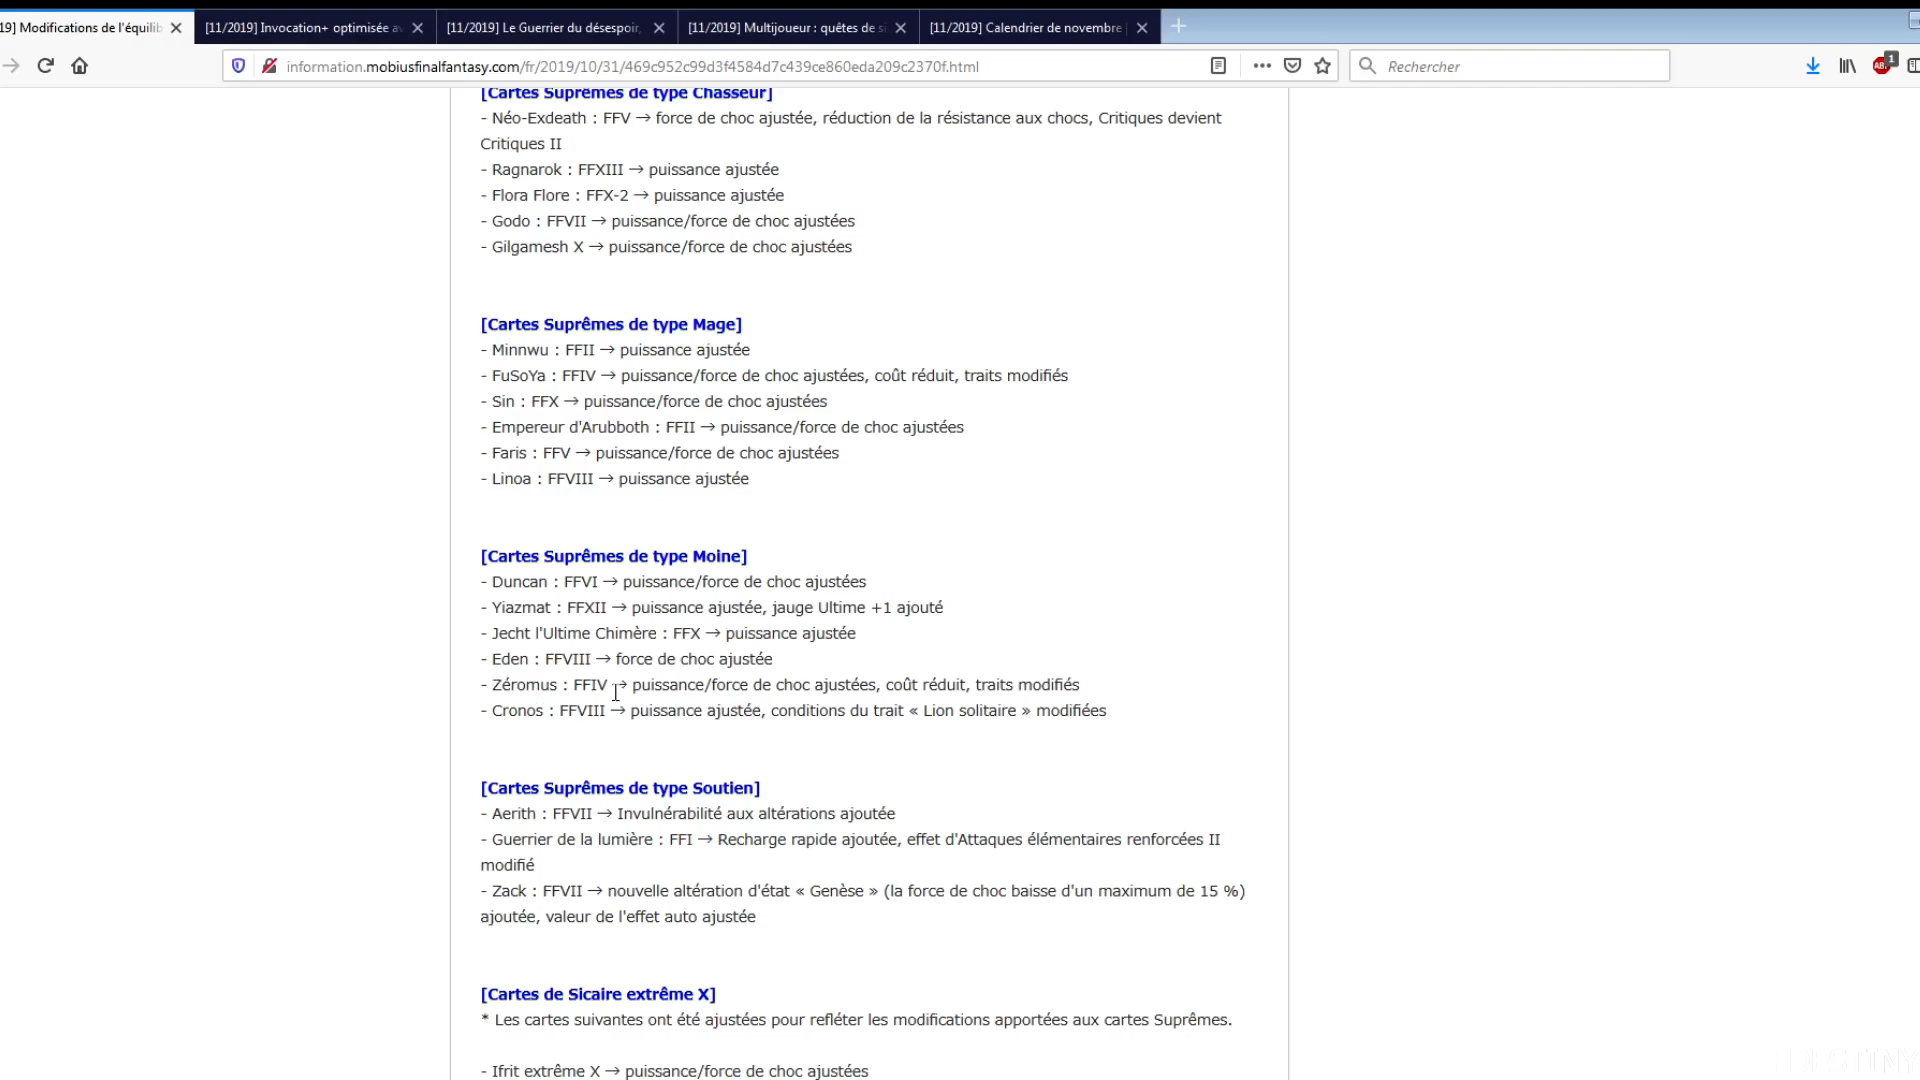 19] Modifications de l'équilib
[11/2019] Invocation+ optimisée av
[11/2019] Le Guerrier du désespoir,
[11/2019] Multijoueur : quêtes de si
[11/2019] Calendrier de novembre |
information.mobiusfinalfantasy.com/fr/2019/10/31/469c952c99d3f4584d7c439ce860eda209c2370f.html
Rechercher
ABP 1
[Cartes Suprêmes de type Chasseur]
- Néo-Exdeath : FFV → force de choc ajustée, réduction de la résistance aux chocs, Critiques devient
Critiques II
- Ragnarok : FFXIII → puissance ajustée
- Flora Flore : FFX-2 → puissance ajustée
- Godo : FFVII → puissance/force de choc ajustées
- Gilgamesh X → puissance/force de choc ajustées
[Cartes Suprêmes de type Mage]
- Minnwu : FFII → puissance ajustée
- FuSoYa : FFIV → puissance/force de choc ajustées, coût réduit, traits modifiés
- Sin : FFX → puissance/force de choc ajustées
- Empereur d'Arubboth : FFII → puissance/force de choc ajustées
- Faris : FFV → puissance/force de choc ajustées
- Linoa : FFVIII → puissance ajustée
[Cartes Suprêmes de type Moine]
- Duncan : FFVI → puissance/force de choc ajustées
- Yiazmat : FFXII → puissance ajustée, jauge Ultime +1 ajouté
- Jecht l'Ultime Chimère : FFX → puissance ajustée
- Eden : FFVIII → force de choc ajustée
- Zéromus : FFIV → puissance/force de choc ajustées, coût réduit, traits modifiés
- Cronos : FFVIII → puissance ajustée, conditions du trait « Lion solitaire » modifiées
[Cartes Suprêmes de type Soutien]
- Aerith : FFVII → Invulnérabilité aux altérations ajoutée
- Guerrier de la lumière : FFI → Recharge rapide ajoutée, effet d'Attaques élémentaires renforcées II
modifié
- Zack : FFVII → nouvelle altération d'état « Genèse » (la force de choc baisse d'un maximum de 15 %)
ajoutée, valeur de l'effet auto ajustée
[Cartes de Sicaire extrême X]
* Les cartes suivantes ont été ajustées pour refléter les modifications apportées aux cartes Suprêmes.
- Ifrit extrême X → puissance/force de choc ajustées